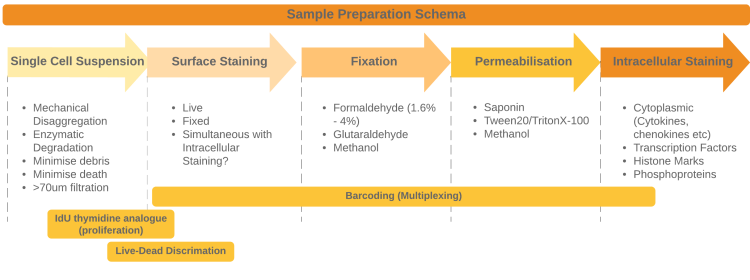 Sample Preparation Schema
Single Cell Suspension
Surface Staining
Fixation
Permeabilisation
Intracellular Staining
• Mechanical
Disaggregation
• Enzymatic
Degradation
• Minimise debris
• Minimise death
• >70um filtration
• Live
• Fixed
• Simultaneous with
Intracellular
Staining?
• Formaldehyde (1.6%
- 4%)
• Glutaraldehyde
• Methanol
• Saponin
• Tween20/TritonX-100
• Methanol
• Cytoplasmic
(Cytokines,
chenokines etc)
• Transcription Factors
• Histone Marks
• Phosphoproteins
Barcoding (Multiplexing)
IdU thymidine analogue
(proliferation)
Live-Dead Discrimation